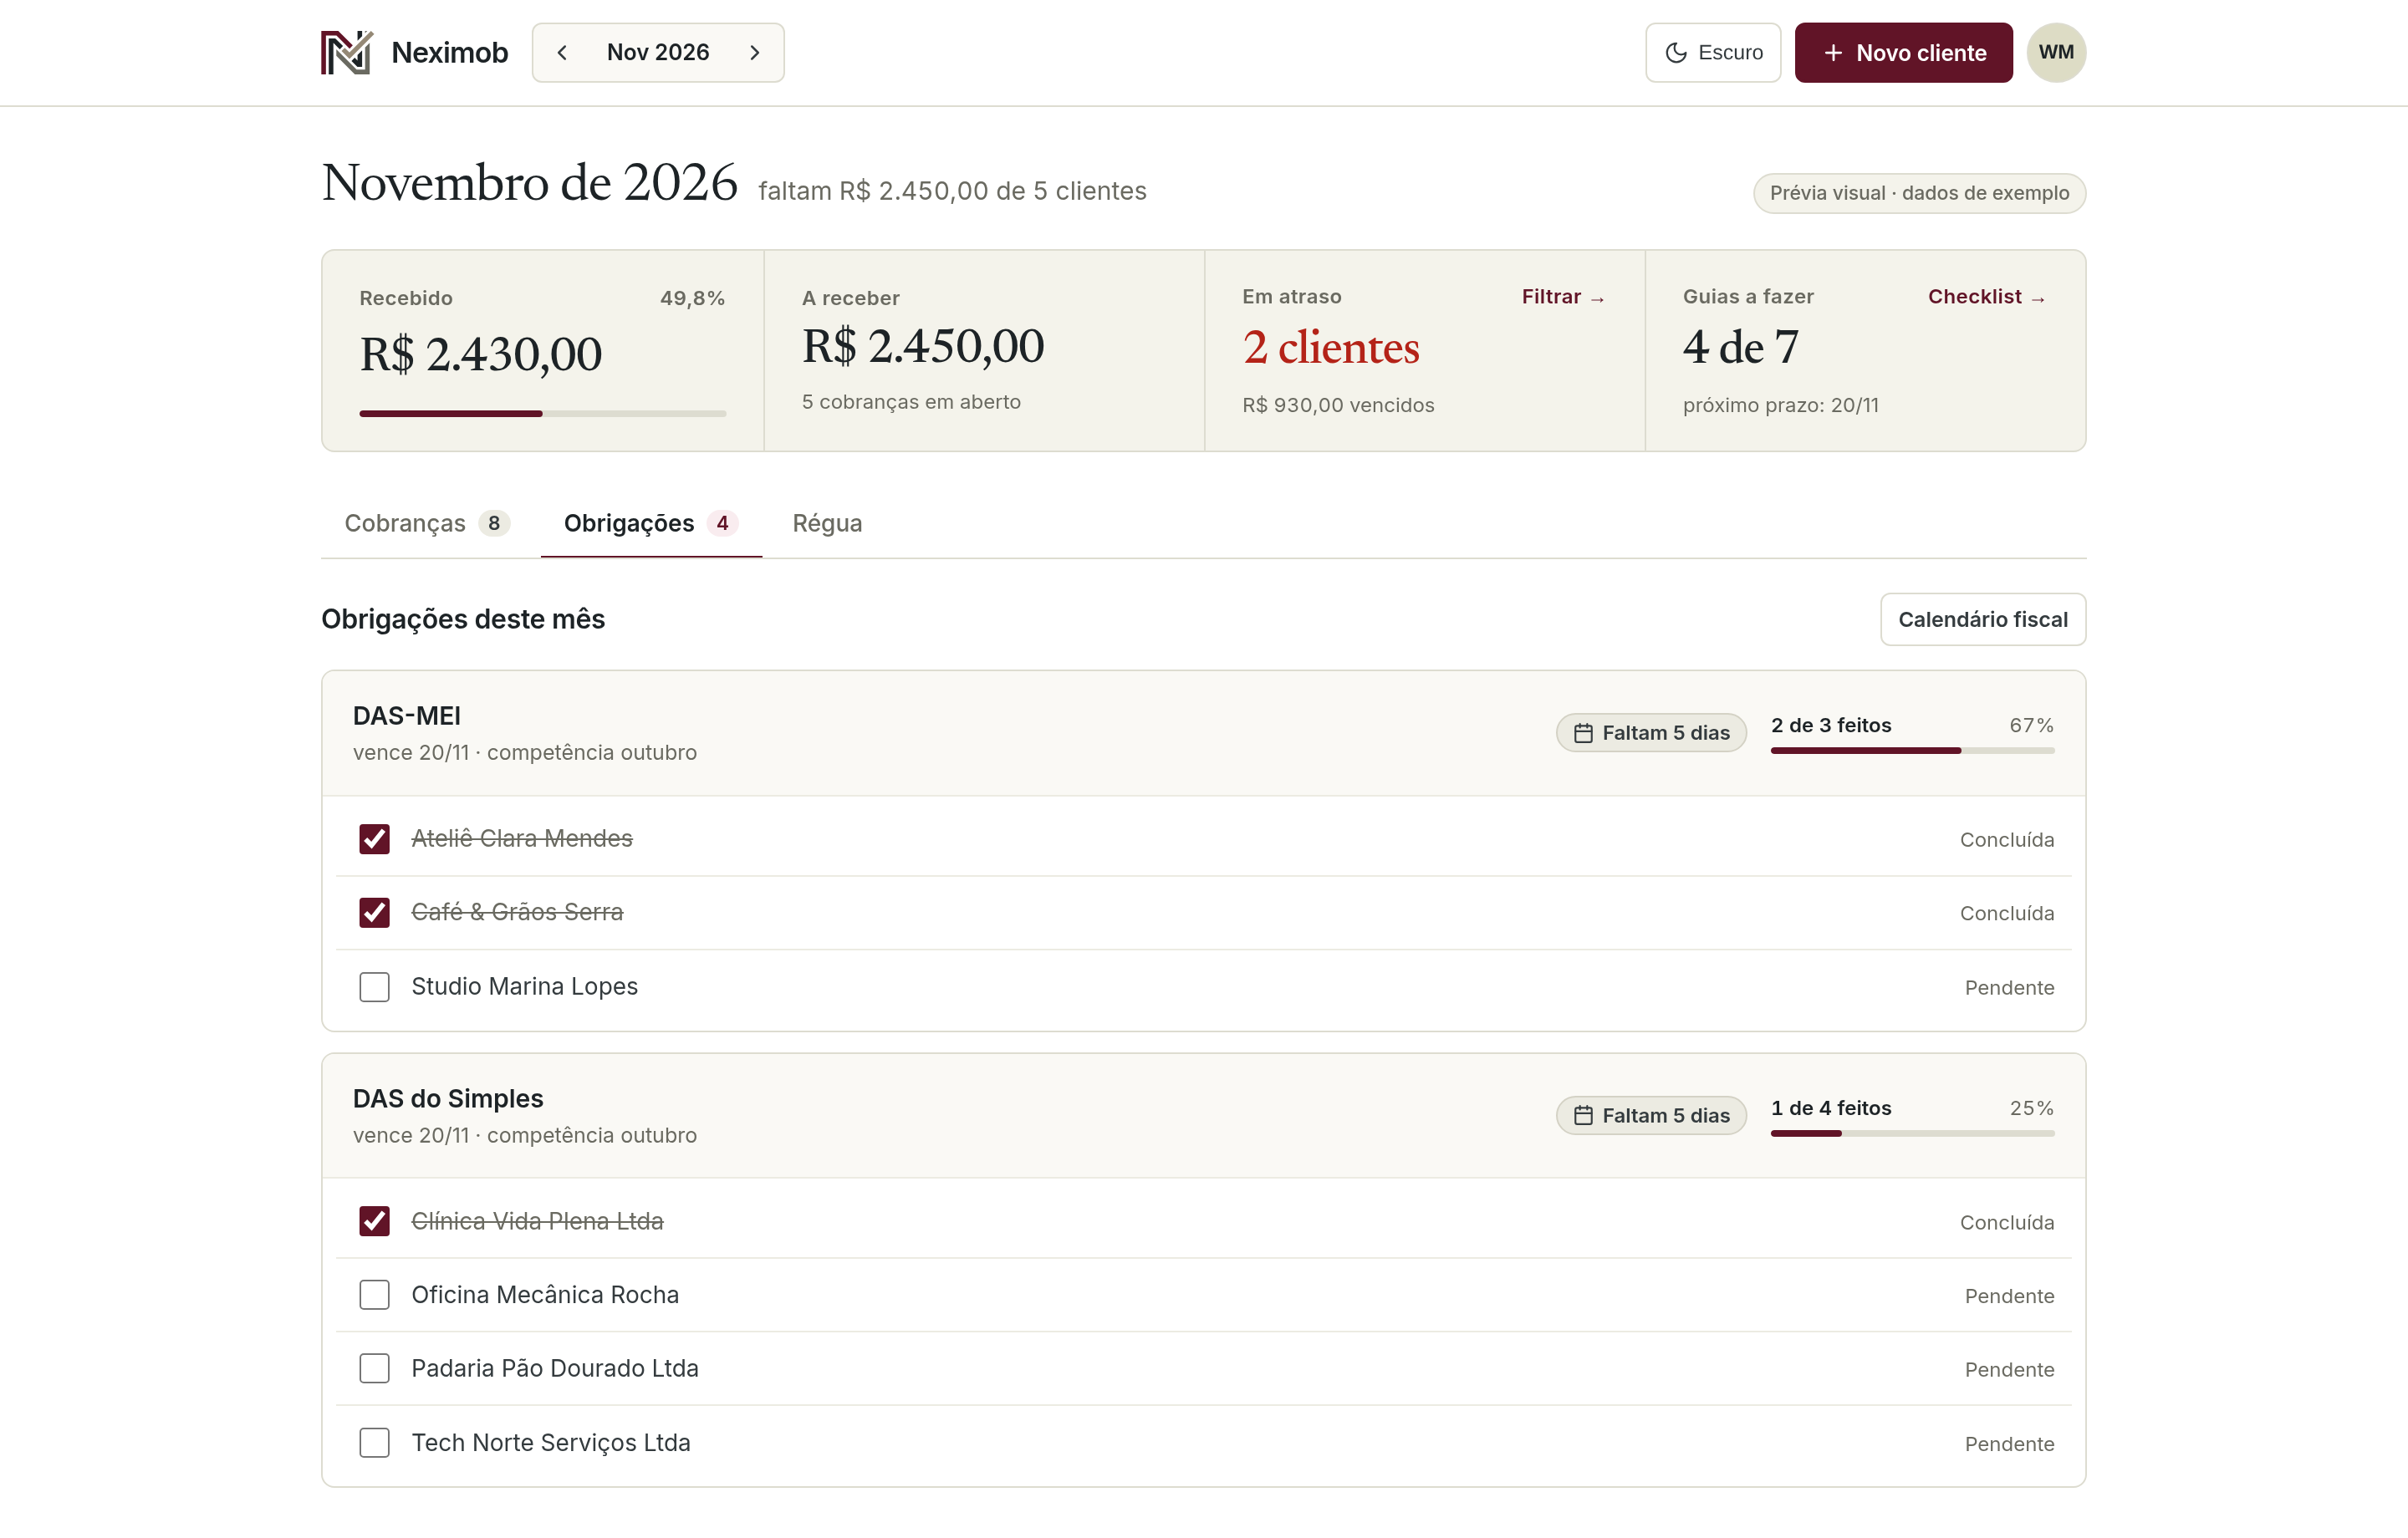 Neximob
Nov 2026
Escuro
+ Novo cliente
WM
Novembro de 2026 faltam R$ 2.450,00 de 5 clientes
Prévia visual · dados de exemplo
Recebido 49,8%
R$ 2.430,00
A receber
R$ 2.450,00
5 cobranças em aberto
Em atraso Filtrar →
2 clientes
R$ 930,00 vencidos
Guias a fazer Checklist →
4 de 7
próximo prazo: 20/11
Cobranças 8 Obrigações 4 Régua
Obrigações deste mês
Calendário fiscal
DAS-MEI
vence 20/11 · competência outubro
Faltam 5 dias
2 de 3 feitos 67%
Ateliê Clara Mendes Concluída
Café & Grãos Serra Concluída
Studio Marina Lopes Pendente
DAS do Simples
vence 20/11 · competência outubro
Faltam 5 dias
1 de 4 feitos 25%
Clínica Vida Plena Ltda Concluída
Oficina Mecânica Rocha Pendente
Padaria Pão Dourado Ltda Pendente
Tech Norte Serviços Ltda Pendente